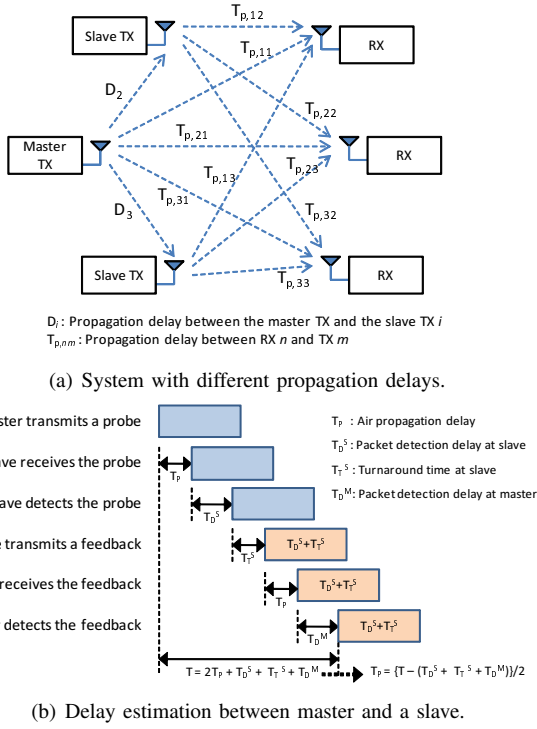 T_p,12
Slave TX
RX
T_p,11
D_2
T_p,22
T_p,21
Master
TX
RX
T_p,23
T_p,13
T_p,31
T_p,32
D_3
Slave TX
RX
T_p,33
D_i : Propagation delay between the master TX and the slave TX i
T_p,nm : Propagation delay between RX n and TX m
(a) System with different propagation delays.
ster transmits a probe
T_P : Air propagation delay
T_D^S : Packet detection delay at slave
ave receives the probe
T_P
T_T^S : Turnaround time at slave
T_D^M : Packet detection delay at master
ave detects the probe
T_D^S
e transmits a feedback
T_T^S
T_D^S+T_T^S
receives the feedback
T_P
T_D^S+T_T^S
r detects the feedback
T_D^M
T_D^S+T_T^S
T = 2T_P + T_D^S + T_T^S + T_D^M
T_P = {T – (T_D^S + T_T^S + T_D^M)}/2
(b) Delay estimation between master and a slave.